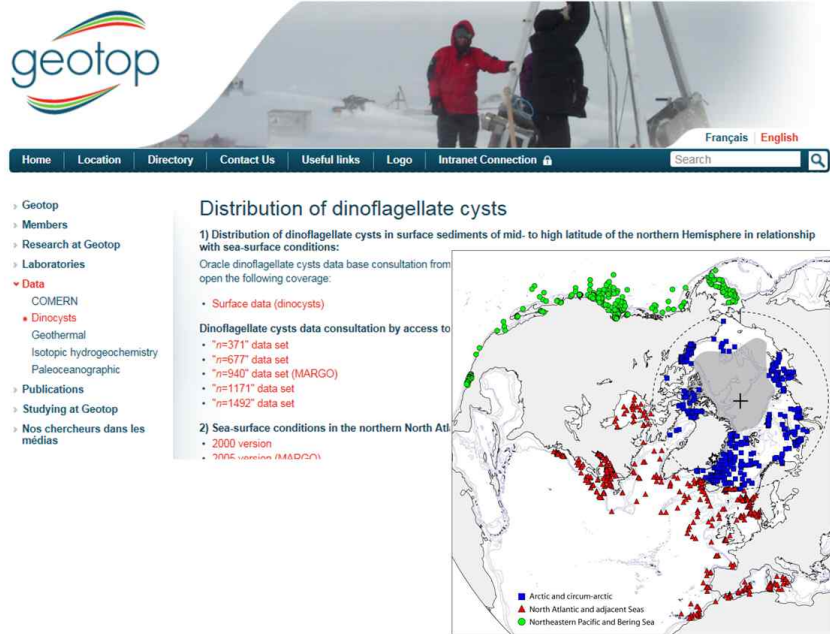 geotop
Français English
Home Location Directory Contact Us Useful links Logo Intranet Connection Search
Geotop
Members
Research at Geotop
Laboratories
Data
COMERN
Dinocysts
Geothermal
Isotopic hydrogeochemistry
Paleoceanographic
Publications
Studying at Geotop
Nos chercheurs dans les
médias
Distribution of dinoflagellate cysts
1) Distribution of dinoflagellate cysts in surface sediments of mid- to high latitude of the northern Hemisphere in relationship
with sea-surface conditions:
Oracle dinoflagellate cysts data base consultation from
open the following coverage:
• Surface data (dinocysts)
Dinoflagellate cysts data consultation by access to
• "n=371" data set
• "n=677" data set
• "n=940" data set (MARGO)
• "n=1171" data set
• "n=1492" data set
2) Sea-surface conditions in the northern North Atl
• 2000 version
• 2005 version (MARGO)
Arctic and circum-arctic
North Atlantic and adjacent Seas
Northeastern Pacific and Bering Sea